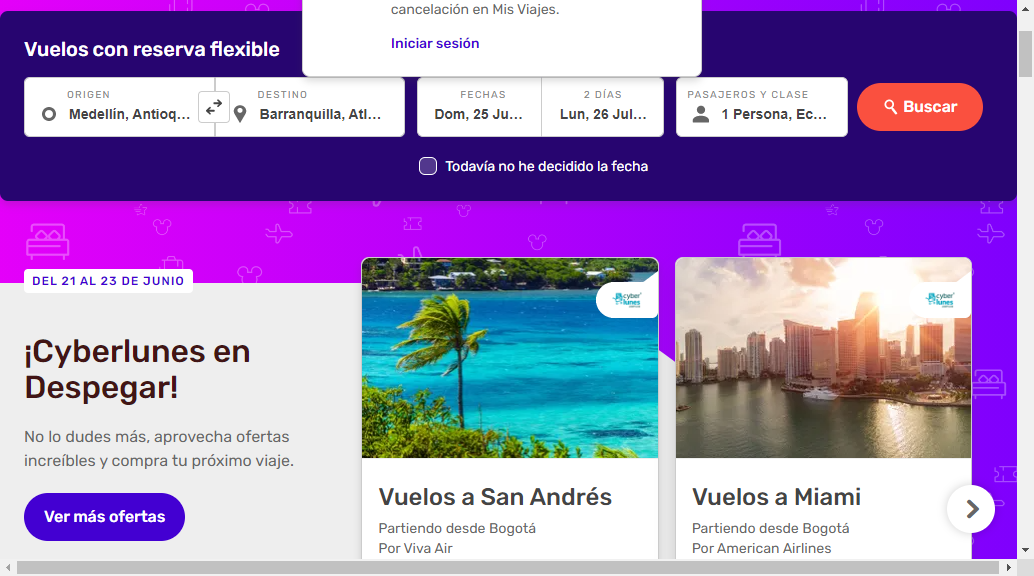 cancelación en Mis Viajes.
Iniciar sesión
Vuelos con reserva flexible
ORIGEN
Medellín, Antioq...
DESTINO
Barranquilla, Atl...
FECHAS
Dom, 25 Ju...
2 DÍAS
Lun, 26 Jul...
PASAJEROS Y CLASE
1 Persona, Ec...
Buscar
Todavía no he decidido la fecha
DEL 21 AL 23 DE JUNIO
¡Cyberlunes en
Despegar!
No lo dudes más, aprovecha ofertas
increíbles y compra tu próximo viaje.
Ver más ofertas
cyber
lunes
Vuelos a San Andrés
Partiendo desde Bogotá
Por Viva Air
cyber
lunes
Vuelos a Miami
Partiendo desde Bogotá
Por American Airlines